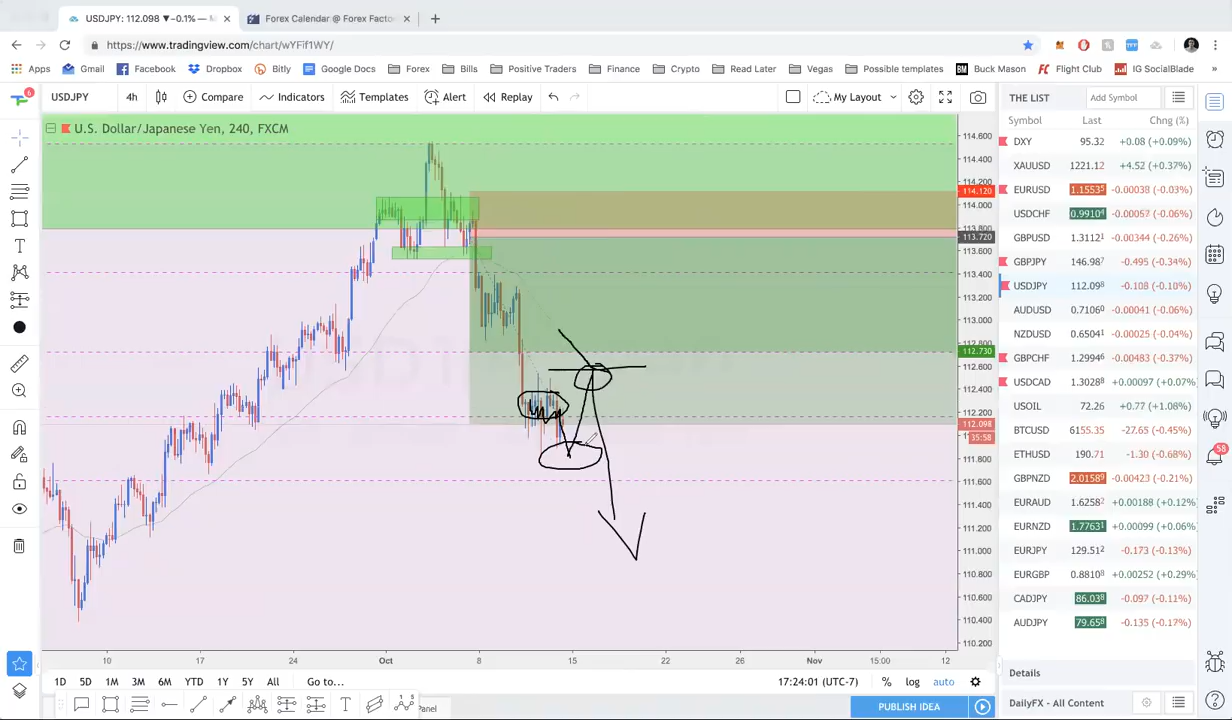 USDJPY: 112.098 ▼−0.1% —
Forex Calendar @ Forex Facto
https://www.tradingview.com/chart/wYFif1WY/
Apps Gmail Facebook Dropbox Bitly Google Docs Forex Bills Positive Traders Finance Crypto Read Later Vegas Possible templates BM Buck Mason Flight Club IG SocialBlade »
6 USDJPY 4h Compare Indicators Templates Alert Replay My Layout
THE LIST Add Symbol
U.S. Dollar/Japanese Yen, 240, FXCM
Symbol Last Chng (%)
DXY 95.32 +0.08 (+0.09%)
XAUUSD 1221.12 +4.52 (+0.37%)
EURUSD 1.15535 -0.00038 (-0.03%)
USDCHF 0.99104 -0.00057 (-0.06%)
GBPUSD 1.31121 -0.00344 (-0.26%)
GBPJPY 146.987 -0.495 (-0.34%)
USDJPY 112.098 -0.108 (-0.10%)
AUDUSD 0.71060 -0.00041 (-0.06%)
NZDUSD 0.65041 -0.00025 (-0.04%)
GBPCHF 1.29946 -0.00483 (-0.37%)
USDCAD 1.30288 +0.00097 (+0.07%)
USOIL 72.26 +0.77 (+1.08%)
BTCUSD 6155.35 -27.65 (-0.45%)
ETHUSD 190.71 -1.30 (-0.68%)
GBPNZD 2.01589 -0.00423 (-0.21%)
EURAUD 1.62582 +0.00188 (+0.12%)
EURNZD 1.77631 +0.00099 (+0.06%)
EURJPY 129.512 -0.173 (-0.13%)
EURGBP 0.88108 +0.00252 (+0.29%)
CADJPY 86.038 -0.097 (-0.11%)
AUDJPY 79.658 -0.135 (-0.17%)
114.600
114.400
114.200
114.120
114.000
113.800
113.720
113.600
113.400
113.200
113.000
112.800
112.730
112.600
112.400
112.200
112.098
35:58
111.800
111.600
111.400
111.200
111.000
110.800
110.600
110.400
110.200
10 17 24 Oct 8 15 22 26 Nov 15:00 12
Details
1D 5D 1M 3M 6M YTD 1Y 5Y All Go to... 17:24:01 (UTC-7) % log auto
DailyFX — All Content
Panel
PUBLISH IDEA